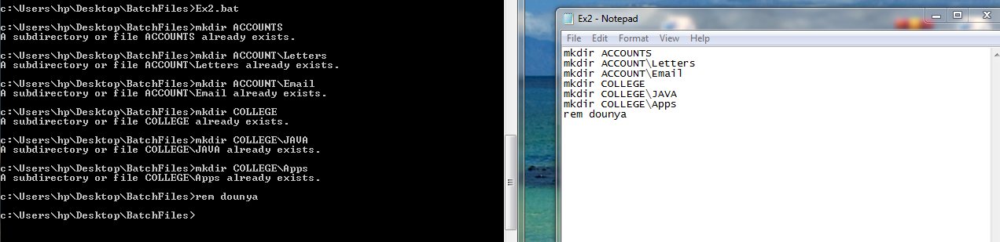 c:\Users\hp\Desktop\BatchFiles>Ex2.bat
c:\Users\hp\Desktop\BatchFiles>mkdir ACCOUNTS
A subdirectory or file ACCOUNTS already exists.
c:\Users\hp\Desktop\BatchFiles>mkdir ACCOUNT\Letters
A subdirectory or file ACCOUNT\Letters already exists.
c:\Users\hp\Desktop\BatchFiles>mkdir ACCOUNT\Email
A subdirectory or file ACCOUNT\Email already exists.
c:\Users\hp\Desktop\BatchFiles>mkdir COLLEGE
A subdirectory or file COLLEGE already exists.
c:\Users\hp\Desktop\BatchFiles>mkdir COLLEGE\JAVA
A subdirectory or file COLLEGE\JAVA already exists.
c:\Users\hp\Desktop\BatchFiles>mkdir COLLEGE\Apps
A subdirectory or file COLLEGE\Apps already exists.
c:\Users\hp\Desktop\BatchFiles>rem dounya
c:\Users\hp\Desktop\BatchFiles>
Ex2 - Notepad
File Edit Format View Help
mkdir ACCOUNTS
mkdir ACCOUNT\Letters
mkdir ACCOUNT\Email
mkdir COLLEGE
mkdir COLLEGE\JAVA
mkdir COLLEGE\Apps
rem dounya